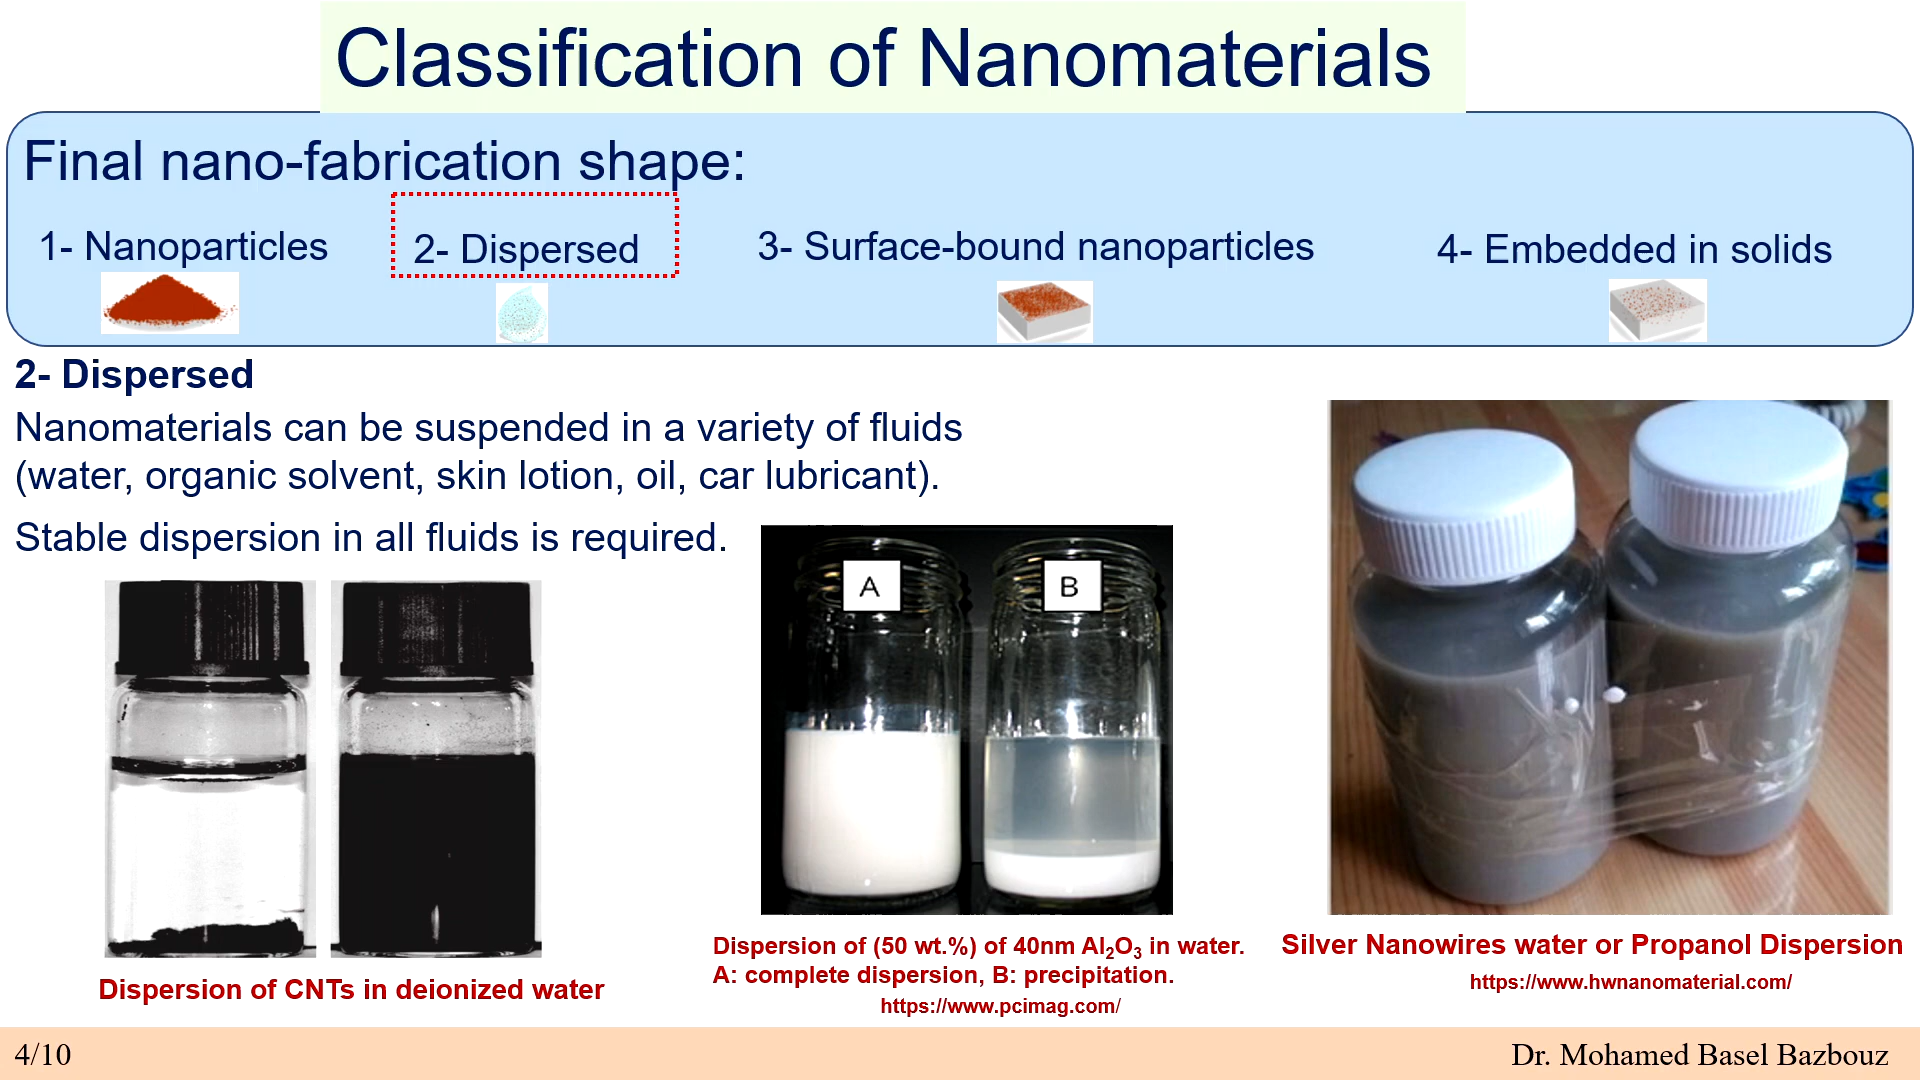 Classification of Nanomaterials
Final nano-fabrication shape:
1- Nanoparticles
2- Dispersed
3- Surface-bound nanoparticles
4- Embedded in solids
2- Dispersed
Nanomaterials can be suspended in a variety of fluids
(water, organic solvent, skin lotion, oil, car lubricant).
Stable dispersion in all fluids is required.
A
B
Dispersion of CNTs in deionized water
Dispersion of (50 wt.%) of 40nm Al₂O₃ in water.
A: complete dispersion, B: precipitation.
https://www.pcimag.com/
Silver Nanowires water or Propanol Dispersion
https://www.hwnanomaterial.com/
4/10
Dr. Mohamed Basel Bazbouz